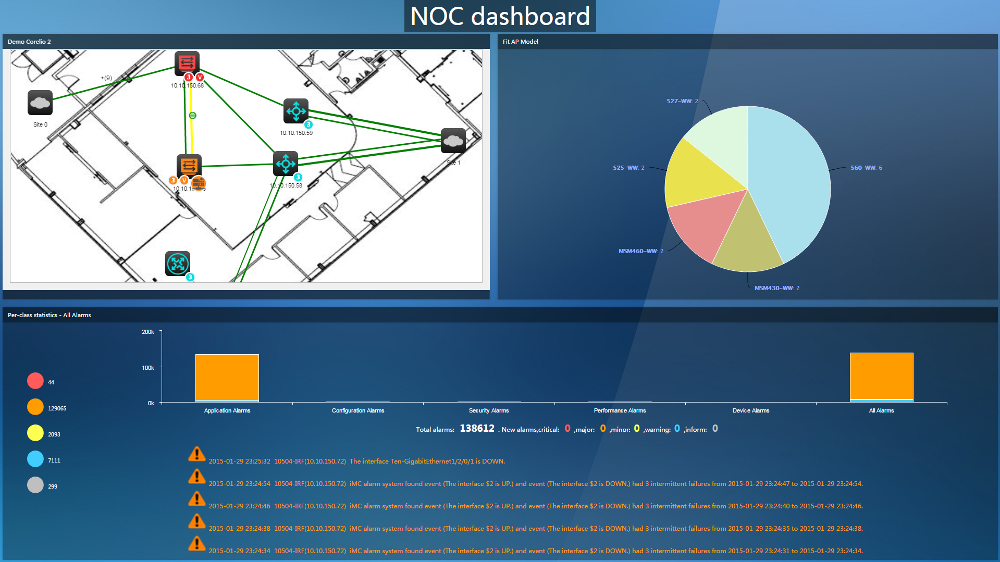 NOC dashboard
Demo Corelio 2
+(9)
3 V
10.10.150.68
Site 0
3
10.10.150.59
Site 1
3 V
10.10.1
3
10.10.150.58
3
Fit AP Model
527-WW: 2
525-WW: 2
560-WW: 6
MSM460-WW: 2
MSM430-WW: 2
Per-class statistics - All Alarms
44
129065
2093
7111
299
200k
100k
0k
Application Alarms Configuration Alarms Security Alarms Performance Alarms Device Alarms All Alarms
Total alarms: 138612 . New alarms,critical: 0 ,major: 0 ,minor: 0 ,warning: 0 ,inform: 0
2015-01-29 23:25:32 10504-IRF(10.10.150.72) The interface Ten-GigabitEthernet1/2/0/1 is DOWN.
2015-01-29 23:24:54 10504-IRF(10.10.150.72) iMC alarm system found event (The interface $2 is UP.) and event (The interface $2 is DOWN.) had 3 intermittent failures from 2015-01-29 23:24:47 to 2015-01-29 23:24:54.
2015-01-29 23:24:46 10504-IRF(10.10.150.72) iMC alarm system found event (The interface $2 is UP.) and event (The interface $2 is DOWN.) had 3 intermittent failures from 2015-01-29 23:24:40 to 2015-01-29 23:24:46.
2015-01-29 23:24:38 10504-IRF(10.10.150.72) iMC alarm system found event (The interface $2 is UP.) and event (The interface $2 is DOWN.) had 3 intermittent failures from 2015-01-29 23:24:35 to 2015-01-29 23:24:38.
2015-01-29 23:24:34 10504-IRF(10.10.150.72) iMC alarm system found event (The interface $2 is UP.) and event (The interface $2 is DOWN.) had 3 intermittent failures from 2015-01-29 23:24:31 to 2015-01-29 23:24:34.